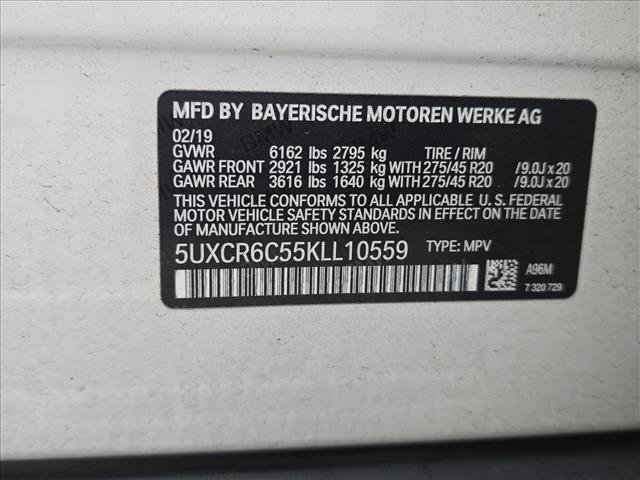 MFD BY BAYERISCHE MOTOREN WERKE AG
02/19
GVWR 6162 lbs 2795 kg TIRE / RIM
GAWR FRONT 2921 lbs 1325 kg WITH 275/45 R20 /9.0J x 20
GAWR REAR 3616 lbs 1640 kg WITH 275/45 R20 /9.0J x 20
THIS VEHICLE CONFORMS TO ALL APPLICABLE U. S. FEDERAL
MOTOR VEHICLE SAFETY STANDARDS IN EFFECT ON THE DATE
OF MANUFACTURE SHOWN ABOVE.
5UXCR6C55KLL10559 TYPE: MPV
A96M
7 320 729